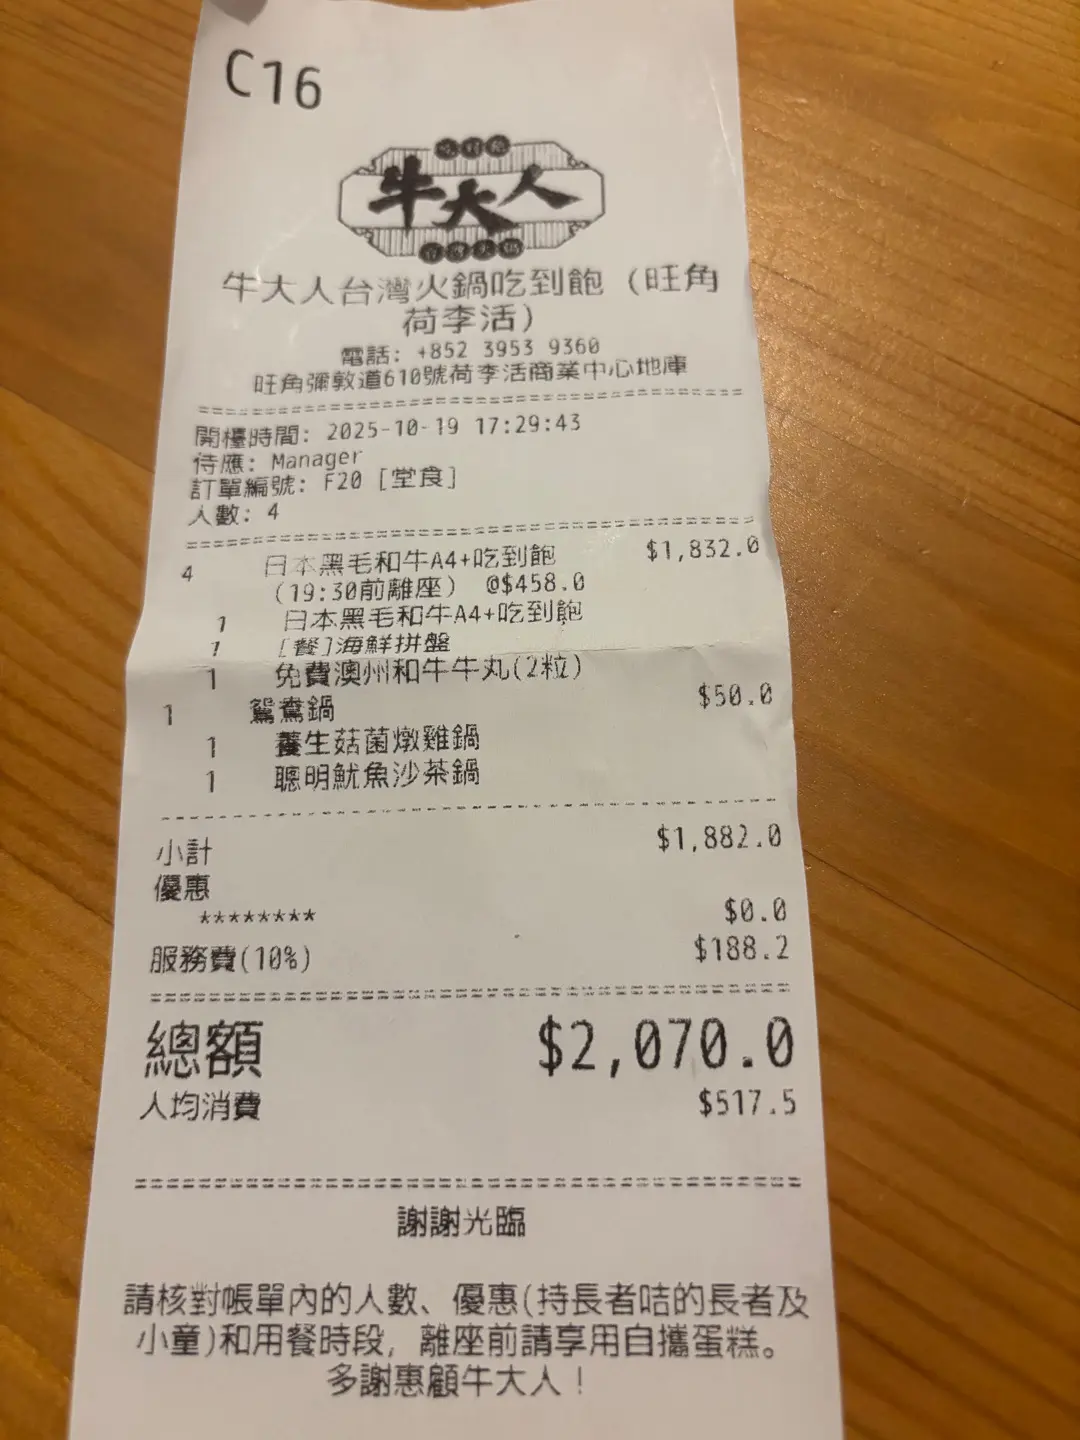 C16
吃到飽
牛大人
台灣火鍋
牛大人台灣火鍋吃到飽（旺角
荷李活）
電話: +852 3953 9360
旺角彌敦道610號荷李活商業中心地庫
開檯時間: 2025-10-19 17:29:43
侍應: Manager
訂單編號: F20 [堂食]
人數: 4
4 日本黑毛和牛A4+吃到飽 $1,832.0
(19:30前離座) @$458.0
1 日本黑毛和牛A4+吃到飽
1 [餐]海鮮拼盤
1 免費澳州和牛牛丸(2粒)
1 鴛鴦鍋 $50.0
1 養生菇菌燉雞鍋
1 聰明魷魚沙茶鍋
小計 $1,882.0
優惠
******** $0.0
服務費(10%) $188.2
總額 $2,070.0
人均消費 $517.5
謝謝光臨
請核對帳單內的人數、優惠(持長者咭的長者及
小童)和用餐時段, 離座前請享用自攜蛋糕。
多謝惠顧牛大人！